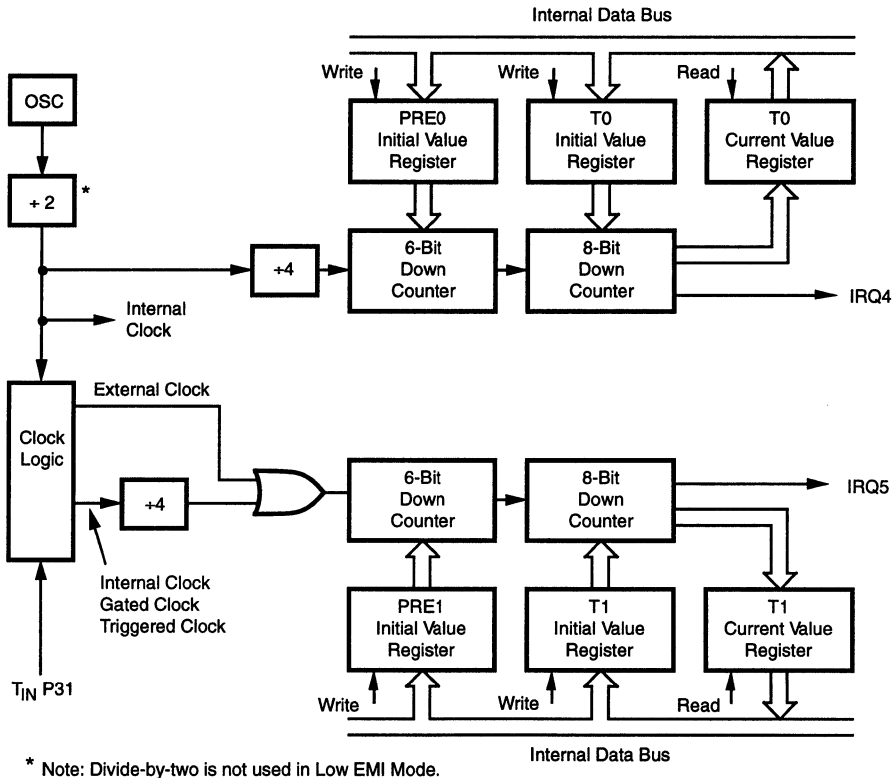 Internal Data Bus
Write
Write
Read
OSC
PRE0
Initial Value
Register
T0
Initial Value
Register
T0
Current Value
Register
÷ 2
*
÷4
6-Bit
Down
Counter
8-Bit
Down
Counter
IRQ4
Internal
Clock
External Clock
Clock
Logic
÷4
6-Bit
Down
Counter
8-Bit
Down
Counter
IRQ5
Internal Clock
Gated Clock
Triggered Clock
PRE1
Initial Value
Register
T1
Initial Value
Register
T1
Current Value
Register
TIN P31
Write
Write
Read
Internal Data Bus
* Note: Divide-by-two is not used in Low EMI Mode.